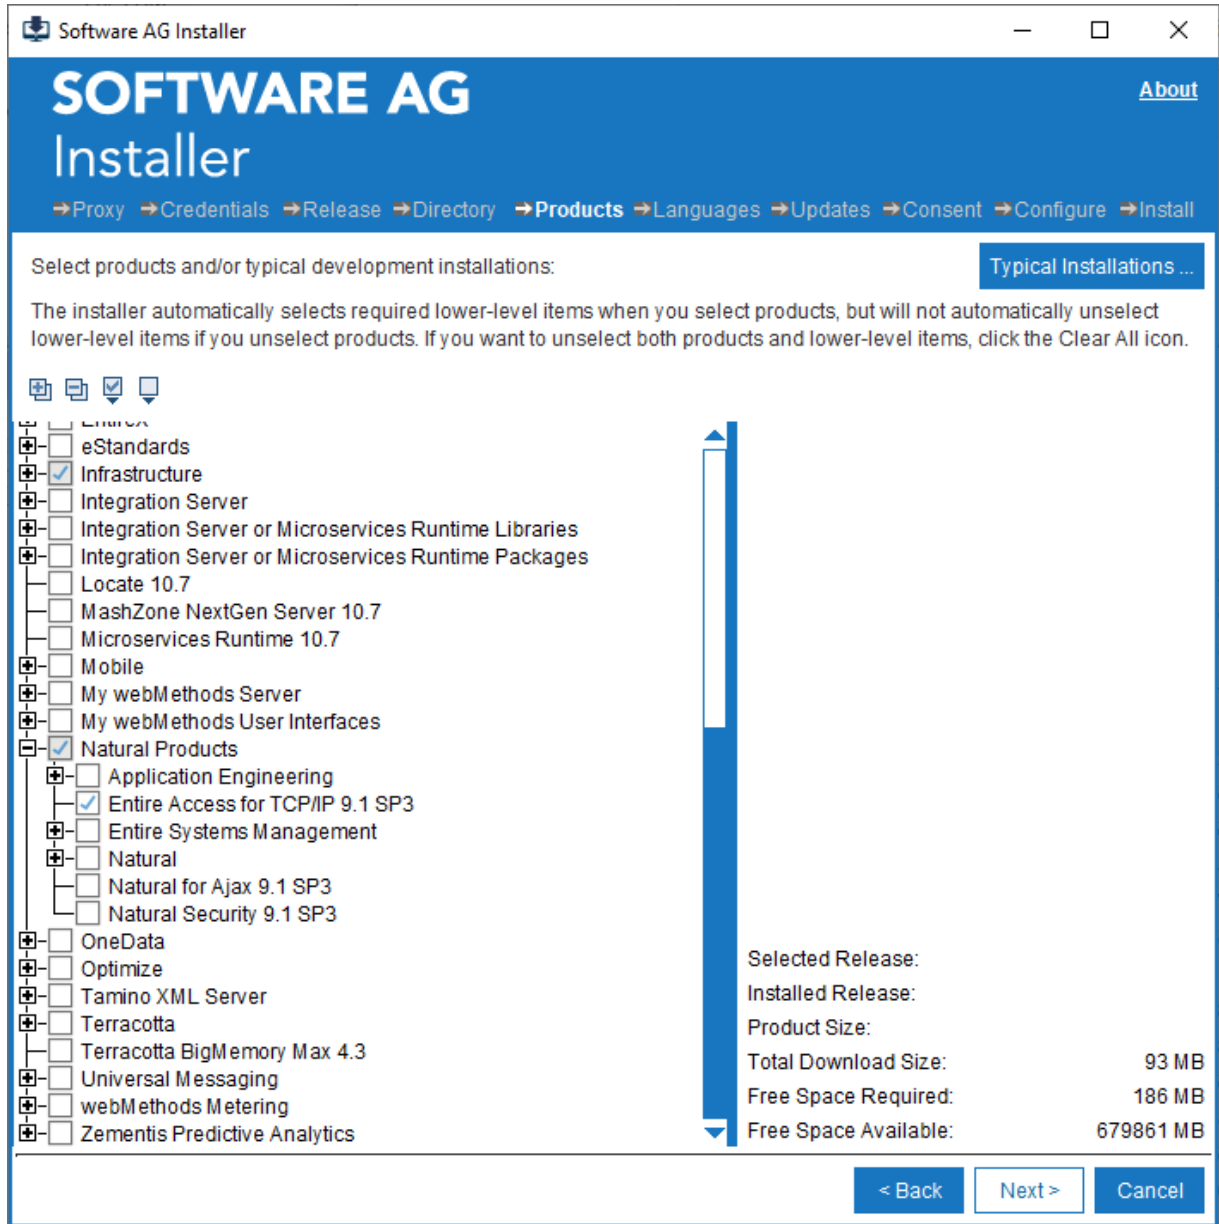 Software AG Installer
SOFTWARE AG
About
Installer
Proxy Credentials Release Directory Products Languages Updates Consent Configure Install
Select products and/or typical development installations:
Typical Installations ...
The installer automatically selects required lower-level items when you select products, but will not automatically unselect
lower-level items if you unselect products. If you want to unselect both products and lower-level items, click the Clear All icon.
EntireX
eStandards
Infrastructure
Integration Server
Integration Server or Microservices Runtime Libraries
Integration Server or Microservices Runtime Packages
Locate 10.7
MashZone NextGen Server 10.7
Microservices Runtime 10.7
Mobile
My webMethods Server
My webMethods User Interfaces
Natural Products
Application Engineering
Entire Access for TCP/IP 9.1 SP3
Entire Systems Management
Natural
Natural for Ajax 9.1 SP3
Natural Security 9.1 SP3
OneData
Optimize
Tamino XML Server
Terracotta
Terracotta BigMemory Max 4.3
Universal Messaging
webMethods Metering
Zementis Predictive Analytics
Selected Release:
Installed Release:
Product Size:
Total Download Size: 93 MB
Free Space Required: 186 MB
Free Space Available: 679861 MB
< Back Next > Cancel